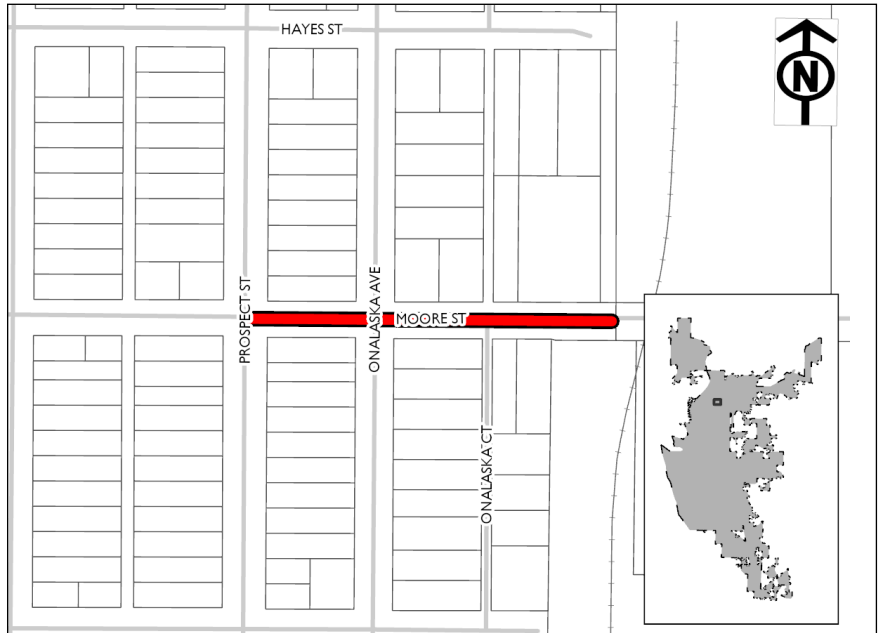 HAYES ST
N
PROSPECT ST
ONALASKA AVE
MOORE ST
ONALASKA CT